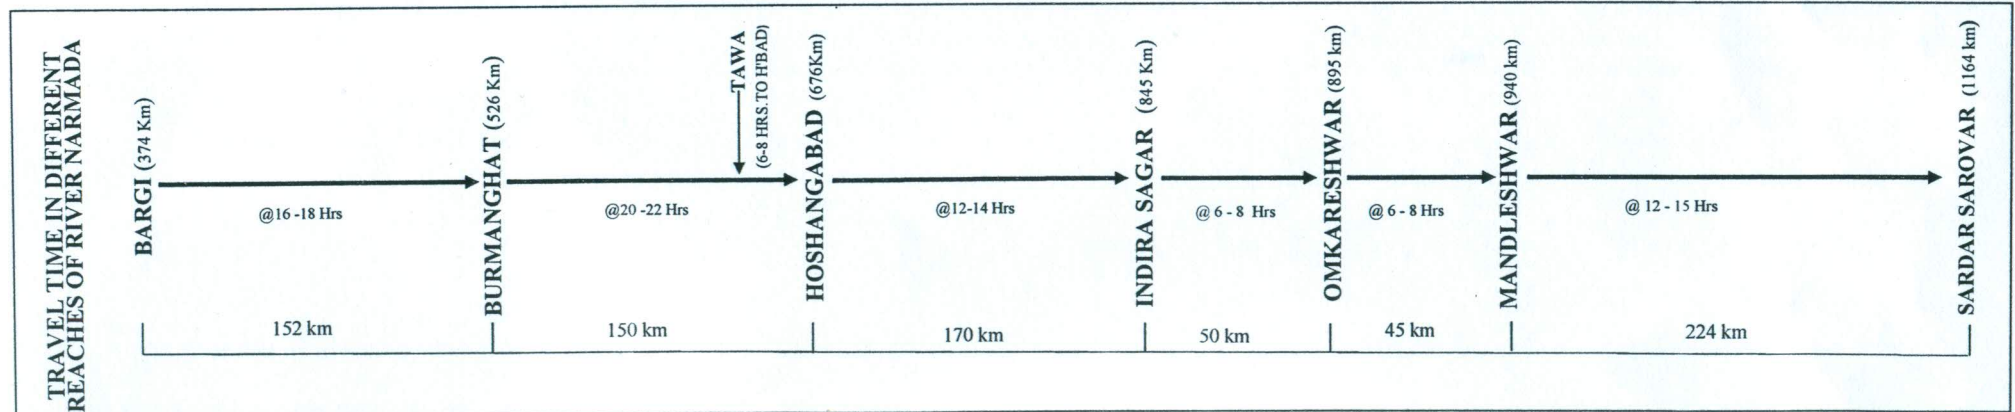 TRAVEL TIME IN DIFFERENT
REACHES OF RIVER NARMADA
BARGI (374 Km)
@16 -18 Hrs
BURMANGHAT (526 Km)
@20 -22 Hrs
TAWA
(6-8 HRS.TO H'BAD)
HOSHANGABAD (676Km)
@12-14 Hrs
INDIRA SAGAR (845 Km)
@ 6 - 8 Hrs
OMKARESHWAR (895 km)
@ 6 - 8 Hrs
MANDLESHWAR (940 km)
@ 12 - 15 Hrs
SARDAR SAROVAR (1164 km)
152 km
150 km
170 km
50 km
45 km
224 km